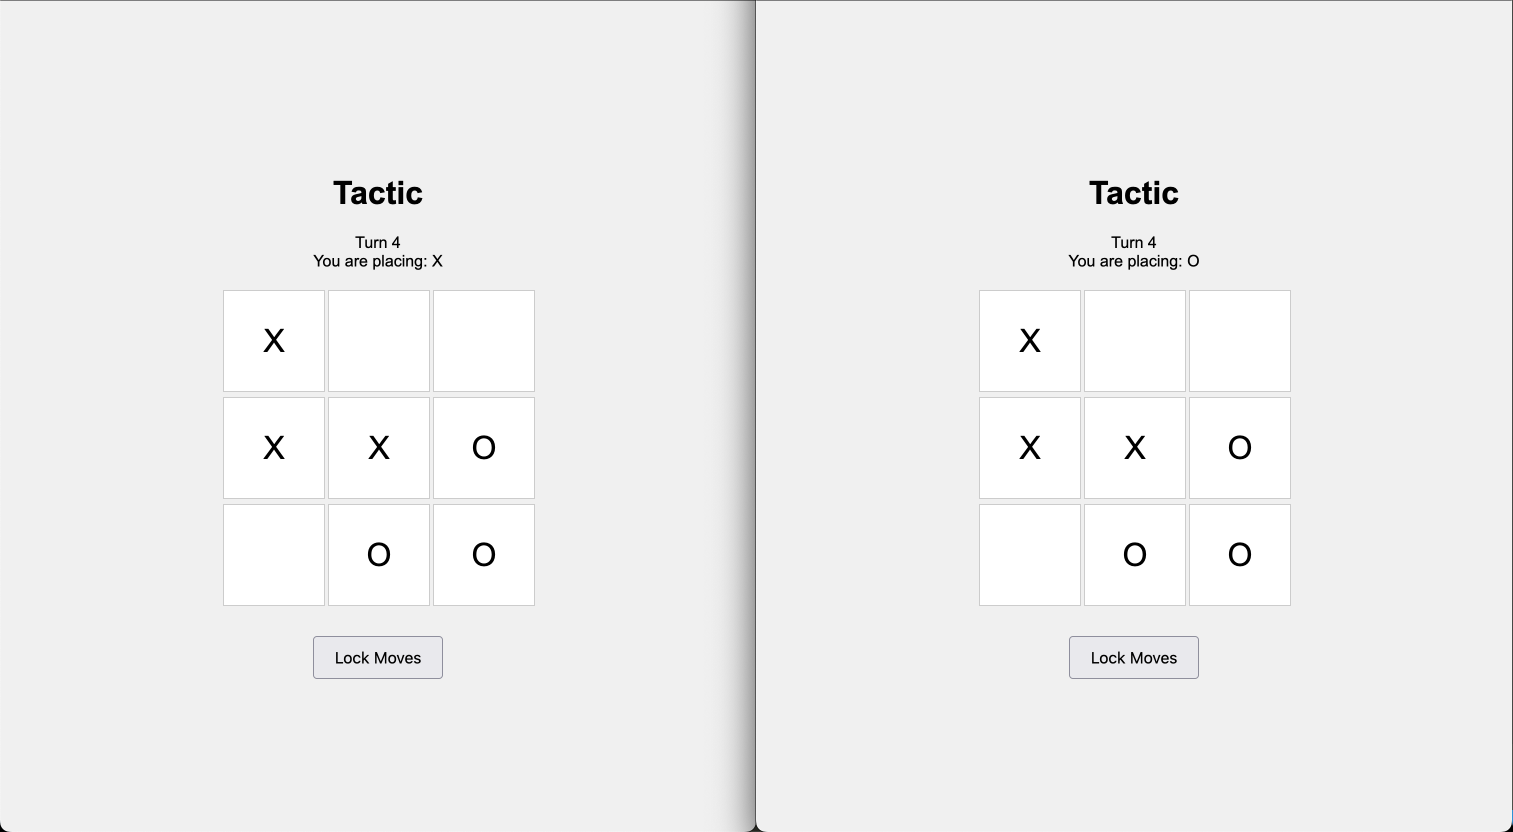 Tactic
Turn 4
You are placing: X
X
X X O
O O
Lock Moves
Tactic
Turn 4
You are placing: O
X
X X O
O O
Lock Moves